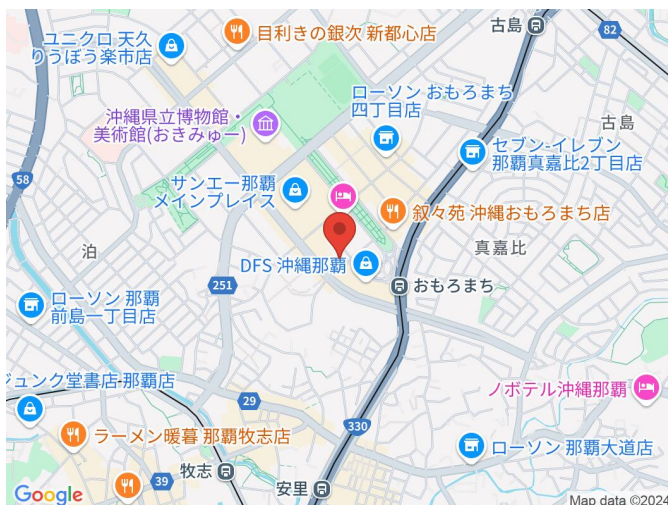 ユニクロ 天久
りうぼう楽市店
目利きの銀次 新都心店
古島
82
沖縄県立博物館・
美術館(おきみゅー)
ローソン おもろまち
四丁目店
古島
セブン-イレブン
那覇真嘉比2丁目店
58
サンエー那覇
メインプレイス
叙々苑 沖縄おもろまち店
泊
真嘉比
DFS 沖縄那覇
251
おもろまち
ローソン 那覇
前島一丁目店
ジュンク堂書店 那覇店
ノボテル沖縄那覇
29
330
ラーメン暖暮 那覇牧志店
ローソン 那覇大道店
牧志
39
安里
Google
Map data ©2024